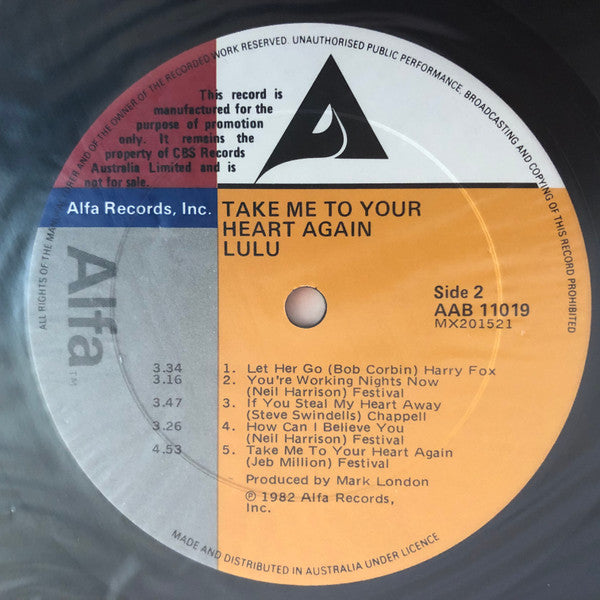 ALL RIGHTS OF THE MANUFACTURER AND OF THE OWNER OF THE RECORDED WORK RESERVED. UNAUTHORISED PUBLIC PERFORMANCE, BROADCASTING AND COPYING OF THIS RECORD PROHIBITED
This record is
manufactured for the
purpose of promotion
only. It remains the
property of CBS Records
Australia Limited and is
not for sale.
Alfa Records, Inc.
TAKE ME TO YOUR
HEART AGAIN
LULU
Alfa
TM
Side 2
AAB 11019
MX201521
3.34 1. Let Her Go (Bob Corbin) Harry Fox
3.16 2. You're Working Nights Now
(Neil Harrison) Festival
3.47 3. If You Steal My Heart Away
(Steve Swindells) Chappell
3.26 4. How Can I Believe You
(Neil Harrison) Festival
4.53 5. Take Me To Your Heart Again
(Jeb Million) Festival
Produced by Mark London
℗ 1982 Alfa Records,
Inc.
MADE AND DISTRIBUTED IN AUSTRALIA UNDER LICENCE